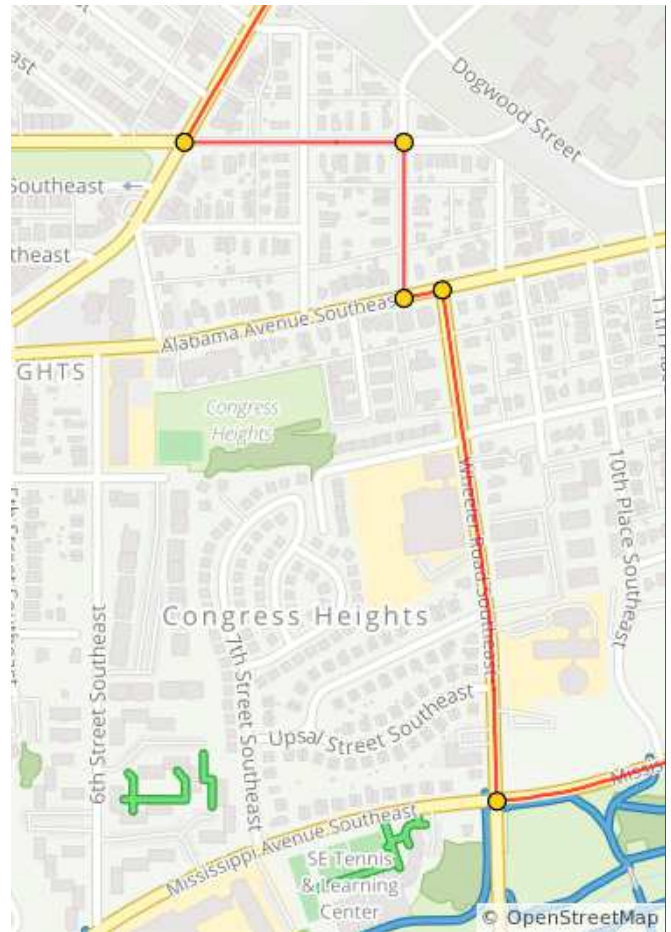 Dogwood Street
Southeast
Alabama Avenue Southeast
GHTS
Congress
Heights
Wheeler Road Southeast
10th Place Southeast
Congress Heights
7th Street Southeast
6th Street Southeast
Upsal Street Southeast
Mississippi Avenue Southeast
SE Tennis
& Learning
Center
© OpenStreetMap